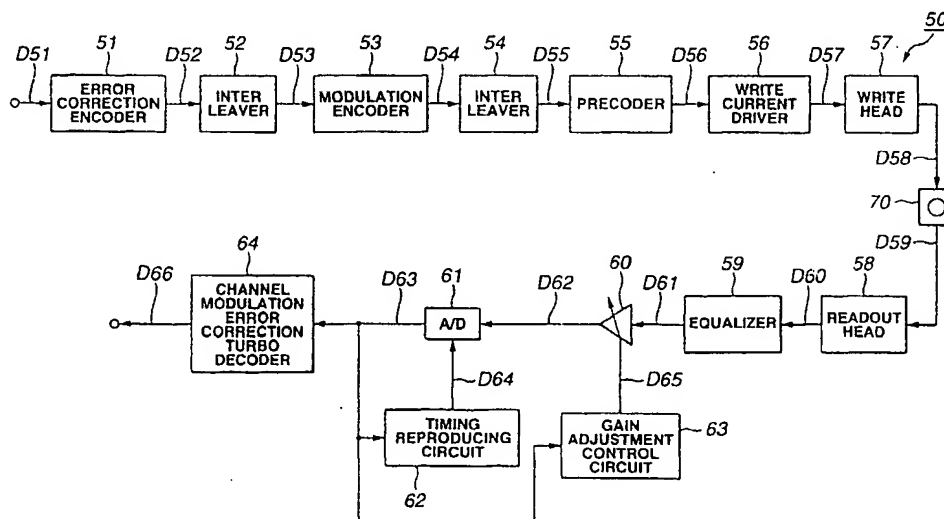 50
51
52
53
54
55
56
57
D51
D52
D53
D54
D55
D56
D57
ERROR
CORRECTION
ENCODER
INTER
LEAVER
MODULATION
ENCODER
INTER
LEAVER
PRECODER
WRITE
CURRENT
DRIVER
WRITE
HEAD
D58
70
D59
64
D66
CHANNEL
MODULATION
ERROR
CORRECTION
TURBO
DECODER
D63
61
A/D
D62
60
D61
59
EQUALIZER
D60
58
READOUT
HEAD
D64
D65
TIMING
REPRODUCING
CIRCUIT
62
GAIN
ADJUSTMENT
CONTROL
CIRCUIT
63